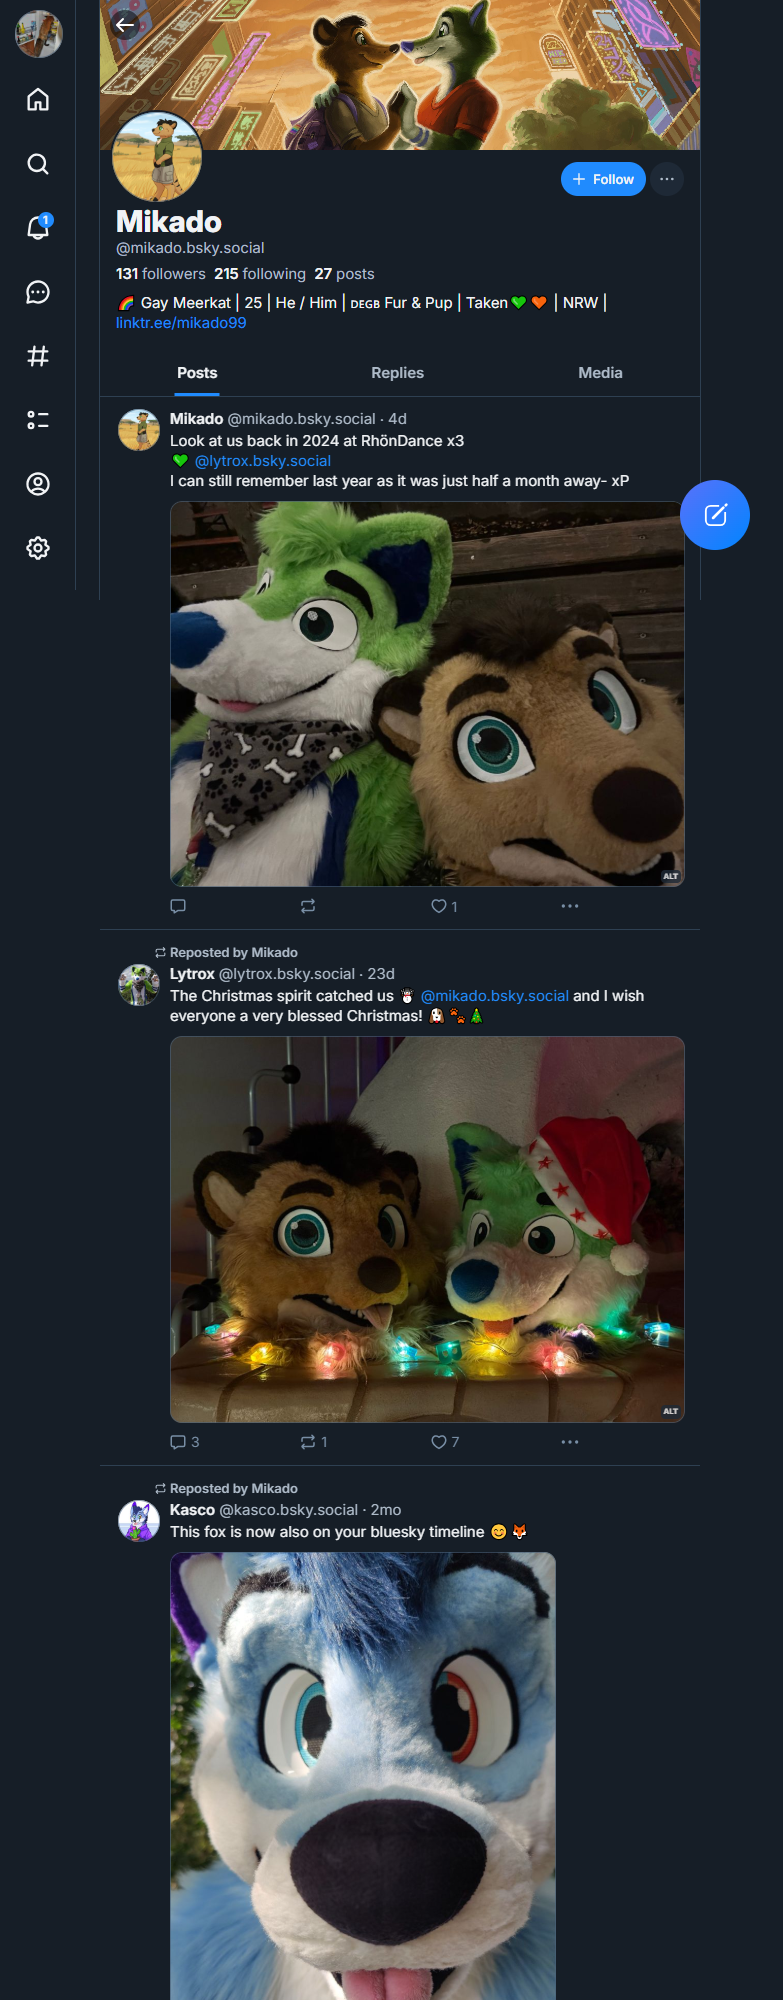 1
+ Follow
Mikado
@mikado.bsky.social
131 followers 215 following 27 posts
🌈 Gay Meerkat | 25 | He / Him | ᴅᴇɢʙ Fur & Pup | Taken💚 🧡 | NRW |
linktr.ee/mikado99
Posts Replies Media
Mikado @mikado.bsky.social · 4d
Look at us back in 2024 at RhönDance x3
💚 @lytrox.bsky.social
I can still remember last year as it was just half a month away- xP
ALT
1
Reposted by Mikado
Lytrox @lytrox.bsky.social · 23d
The Christmas spirit catched us ☃️ @mikado.bsky.social and I wish
everyone a very blessed Christmas! 🐶 🐾 🎄
ALT
3 1 7
Reposted by Mikado
Kasco @kasco.bsky.social · 2mo
This fox is now also on your bluesky timeline 😊 🦊